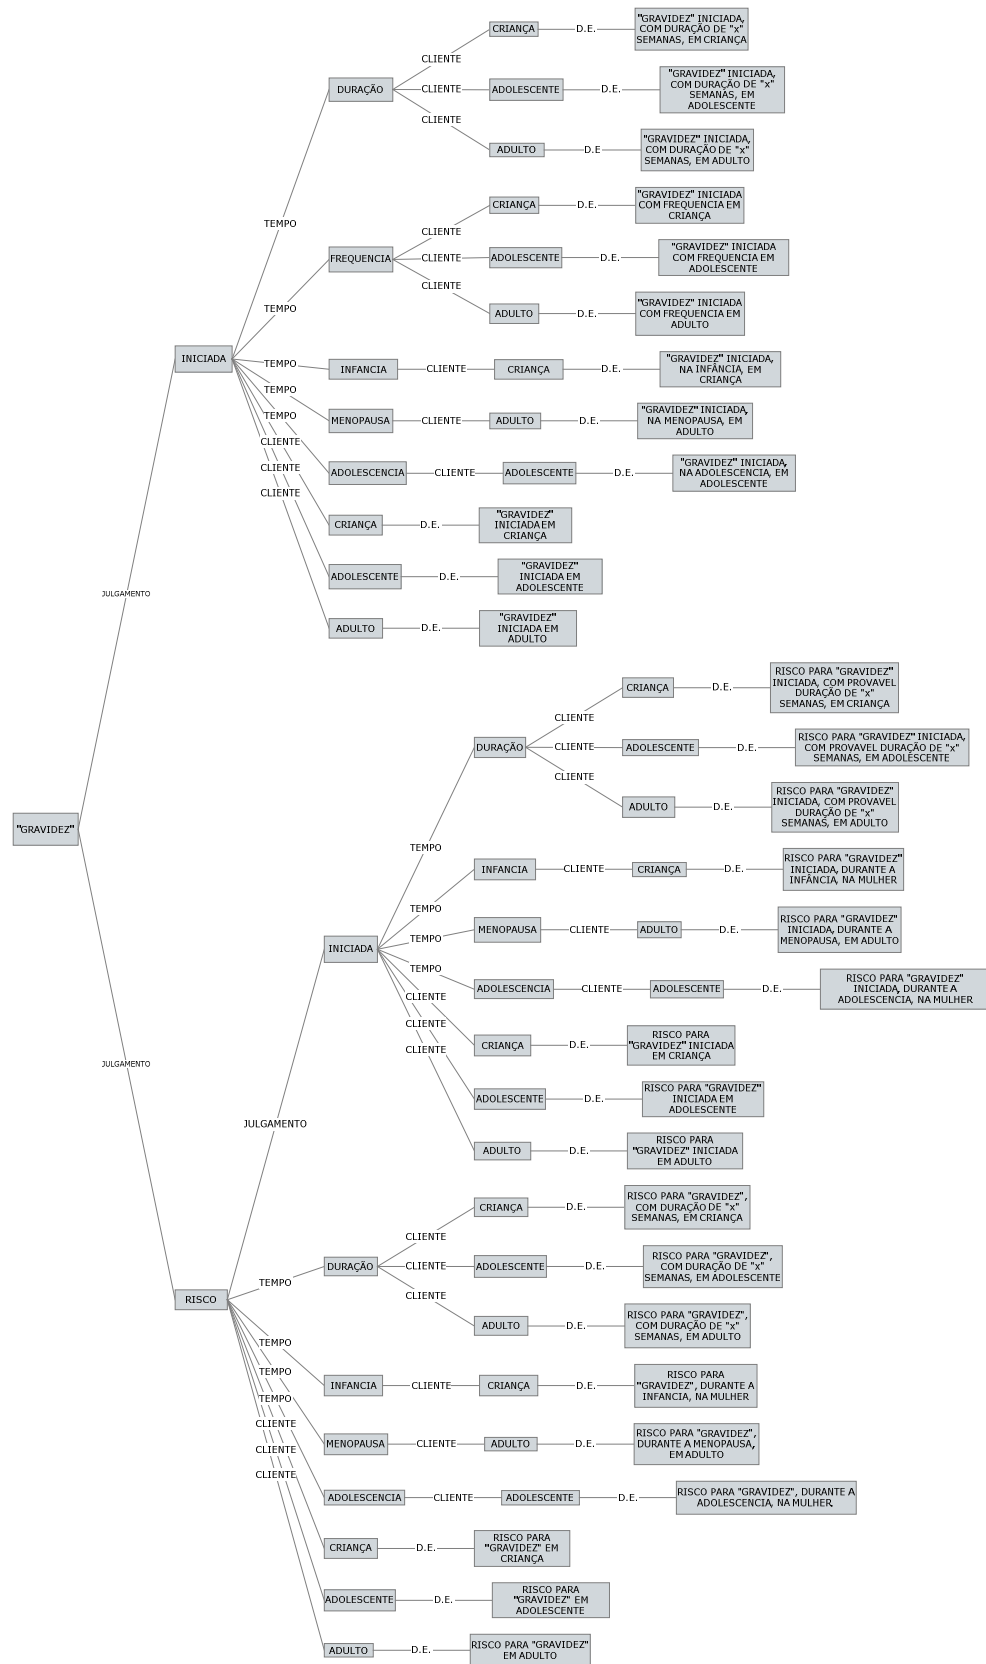 CRIANÇA
D.E.
"GRAVIDEZ" INICIADA,
COM DURAÇÃO DE "x"
SEMANAS, EM CRIANÇA
CLIENTE
DURAÇÃO
CLIENTE
ADOLESCENTE
D.E.
"GRAVIDEZ" INICIADA,
COM DURAÇÃO DE "x"
SEMANAS, EM
ADOLESCENTE
CLIENTE
ADULTO
D.E
"GRAVIDEZ" INICIADA,
COM DURAÇÃO DE "x"
SEMANAS, EM ADULTO
TEMPO
CRIANÇA
D.E.
"GRAVIDEZ" INICIADA
COM FREQUENCIA EM
CRIANÇA
CLIENTE
FREQUENCIA
CLIENTE
ADOLESCENTE
D.E.
"GRAVIDEZ" INICIADA
COM FREQUENCIA EM
ADOLESCENTE
CLIENTE
TEMPO
ADULTO
D.E.
"GRAVIDEZ" INICIADA
COM FREQUENCIA EM
ADULTO
INICIADA
TEMPO
INFANCIA
CLIENTE
CRIANÇA
D.E.
"GRAVIDEZ" INICIADA,
NA INFÂNCIA, EM
CRIANÇA
TEMPO
MENOPAUSA
CLIENTE
ADULTO
D.E.
"GRAVIDEZ" INICIADA,
NA MENOPAUSA, EM
ADULTO
TEMPO
ADOLESCENCIA
CLIENTE
ADOLESCENTE
D.E.
"GRAVIDEZ" INICIADA,
NA ADOLESCENCIA, EM
ADOLESCENTE
CLIENTE
CLIENTE
CLIENTE
CRIANÇA
D.E.
"GRAVIDEZ"
INICIADA EM
CRIANÇA
ADOLESCENTE
D.E.
"GRAVIDEZ"
INICIADA EM
ADOLESCENTE
JULGAMENTO
ADULTO
D.E.
"GRAVIDEZ"
INICIADA EM
ADULTO
CRIANÇA
D.E.
RISCO PARA "GRAVIDEZ"
INICIADA, COM PROVAVEL
DURAÇÃO DE "x"
SEMANAS, EM CRIANÇA
CLIENTE
DURAÇÃO
CLIENTE
ADOLESCENTE
D.E.
RISCO PARA "GRAVIDEZ" INICIADA,
COM PROVAVEL DURAÇÃO DE "x"
SEMANAS, EM ADOLESCENTE
CLIENTE
ADULTO
D.E.
RISCO PARA "GRAVIDEZ"
INICIADA, COM PROVAVEL
DURAÇÃO DE "x"
SEMANAS, EM ADULTO
"GRAVIDEZ"
TEMPO
INFANCIA
CLIENTE
CRIANÇA
D.E.
RISCO PARA "GRAVIDEZ"
INICIADA, DURANTE A
INFÂNCIA, NA MULHER
TEMPO
MENOPAUSA
CLIENTE
ADULTO
D.E.
RISCO PARA "GRAVIDEZ"
INICIADA, DURANTE A
MENOPAUSA, EM ADULTO
INICIADA
TEMPO
TEMPO
ADOLESCENCIA
CLIENTE
ADOLESCENTE
D.E.
RISCO PARA "GRAVIDEZ"
INICIADA, DURANTE A
ADOLESCENCIA, NA MULHER
CLIENTE
CLIENTE
CLIENTE
CRIANÇA
D.E.
RISCO PARA
"GRAVIDEZ" INICIADA
EM CRIANÇA
JULGAMENTO
ADOLESCENTE
D.E.
RISCO PARA "GRAVIDEZ"
INICIADA EM
ADOLESCENTE
JULGAMENTO
ADULTO
D.E.
RISCO PARA
"GRAVIDEZ" INICIADA
EM ADULTO
CRIANÇA
D.E.
RISCO PARA "GRAVIDEZ",
COM DURAÇÃO DE "x"
SEMANAS, EM CRIANÇA
CLIENTE
TEMPO
DURAÇÃO
CLIENTE
ADOLESCENTE
D.E.
RISCO PARA "GRAVIDEZ",
COM DURAÇÃO DE "x"
SEMANAS, EM ADOLESCENTE
CLIENTE
RISCO
ADULTO
D.E.
RISCO PARA "GRAVIDEZ",
COM DURAÇÃO DE "x"
SEMANAS, EM ADULTO
TEMPO
INFANCIA
CLIENTE
CRIANÇA
D.E.
RISCO PARA
"GRAVIDEZ", DURANTE A
INFANCIA, NA MULHER
TEMPO
MENOPAUSA
CLIENTE
ADULTO
D.E.
RISCO PARA "GRAVIDEZ",
DURANTE A MENOPAUSA,
EM ADULTO
TEMPO
CLIENTE
CLIENTE
CLIENTE
ADOLESCENCIA
CLIENTE
ADOLESCENTE
D.E.
RISCO PARA "GRAVIDEZ", DURANTE A
ADOLESCENCIA, NA MULHER.
CRIANÇA
D.E.
RISCO PARA
"GRAVIDEZ" EM
CRIANÇA
ADOLESCENTE
D.E.
RISCO PARA
"GRAVIDEZ" EM
ADOLESCENTE
ADULTO
D.E.
RISCO PARA "GRAVIDEZ"
EM ADULTO